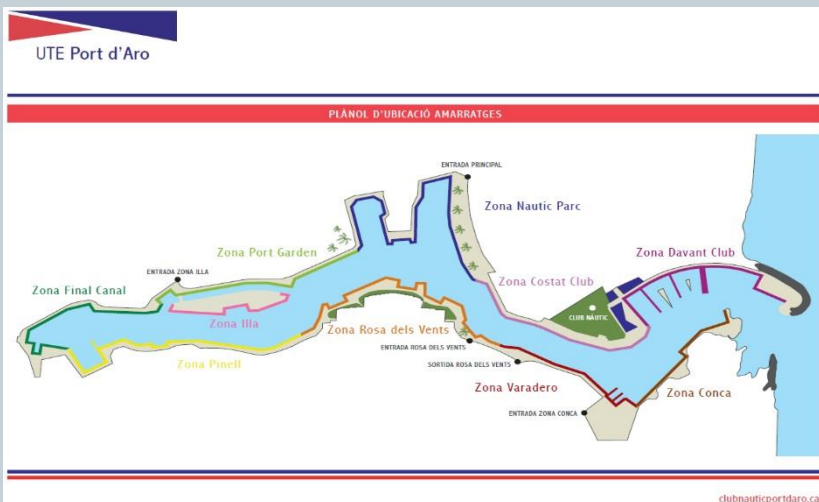 UTE Port d'Aro
PLÀNOL D'UBICACIÓ AMARRATGES
ENTRADA PRINCIPAL
Zona Nautic Parc
Zona Port Garden
Zona Davant Club
ENTRADA ZONA ILLA
Zona Costat Club
Zona Final Canal
CLUB NÀUTIC
Zona Illa
Zona Rosa dels Vents
ENTRADA ROSA DELS VENTS
Zona Pinell
SORTIDA ROSA DELS VENTS
Zona Varadero
Zona Conca
ENTRADA ZONA CONCA
clubnauticportdaro.ca